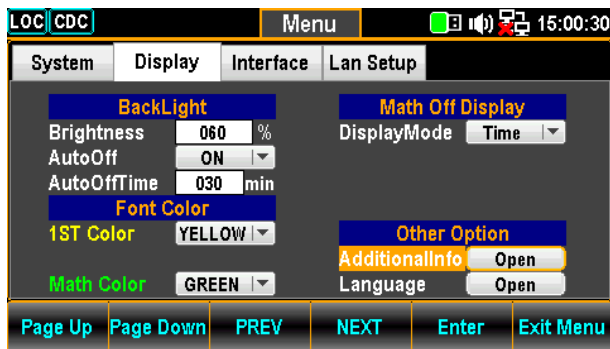 LOC CDC Menu 15:00:30
System Display Interface Lan Setup
BackLight
Brightness 060 %
AutoOff ON
AutoOffTime 030 min
Font Color
1ST Color YELLOW
Math Color GREEN
Math Off Display
DisplayMode Time
Other Option
AdditionalInfo Open
Language Open
Page Up Page Down PREV NEXT Enter Exit Menu